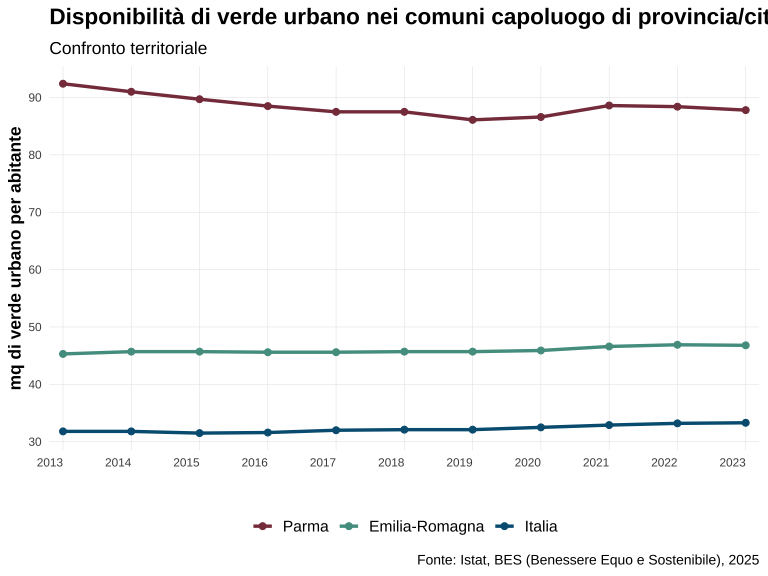 Disponibilità di verde urbano nei comuni capoluogo di provincia/cit
Confronto territoriale
mq di verde urbano per abitante
90
80
70
60
50
40
30
2013 2014 2015 2016 2017 2018 2019 2020 2021 2022 2023
Parma Emilia-Romagna Italia
Fonte: Istat, BES (Benessere Equo e Sostenibile), 2025